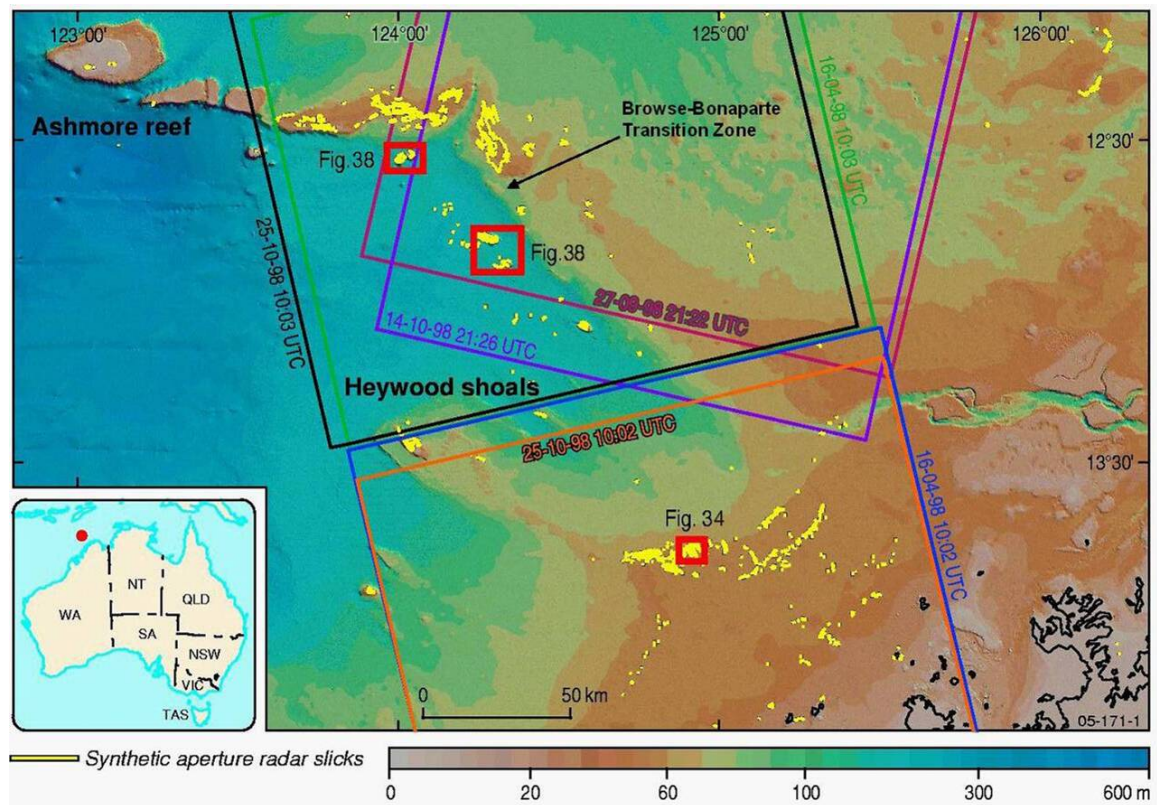 123°00'
124°00'
125°00'
126°00'
16-04-98 10:03 UTC
Browse-Bonaparte
Transition Zone
Ashmore reef
12°30'
Fig.38
25-10-98 10:03 UTC
Fig.38
27-09-98 21:22 UTC
14-10-98 21:26 UTC
Heywood shoals
25-10-98 10:02 UTC
13°30'
16-04-98 10:02 UTC
Fig. 34
NT
QLD
WA
SA
NSW
VIC
TAS
0
50 km
05-171-1
Synthetic aperture radar slicks
0
20
60
100
300
600 m